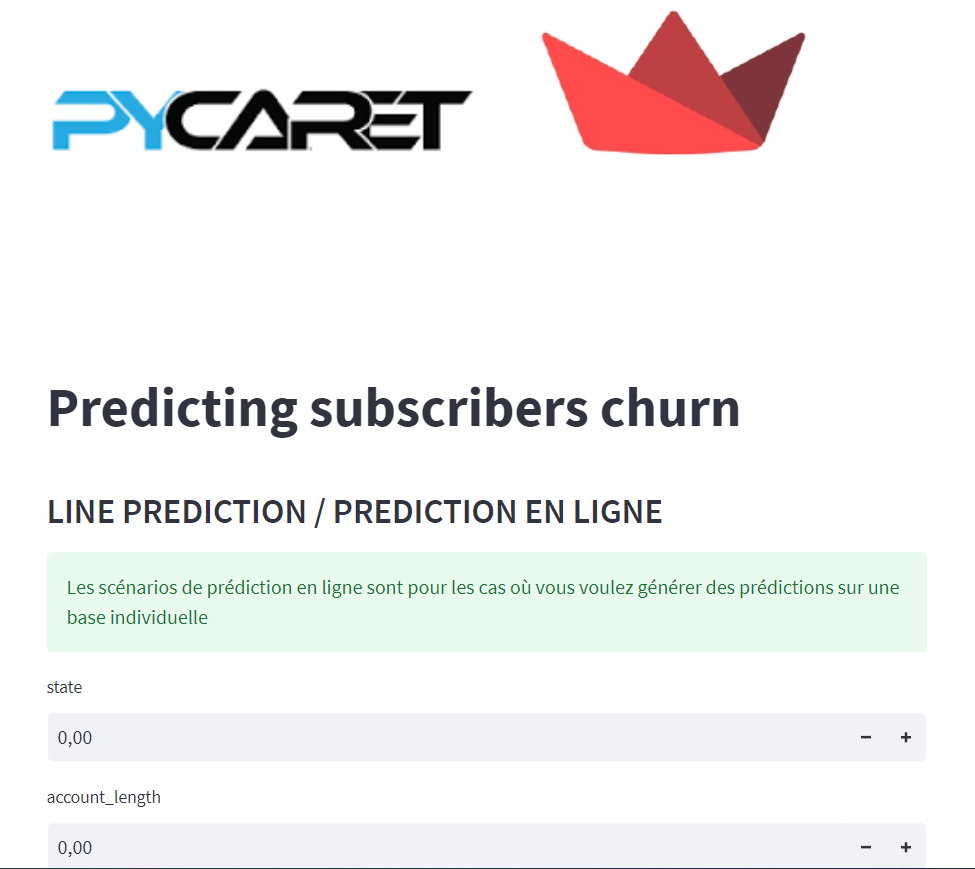 PYCARET
Predicting subscribers churn
LINE PREDICTION / PREDICTION EN LIGNE
Les scénarios de prédiction en ligne sont pour les cas où vous voulez générer des prédictions sur une
base individuelle
state
0,00 − +
account_length
0,00 − +